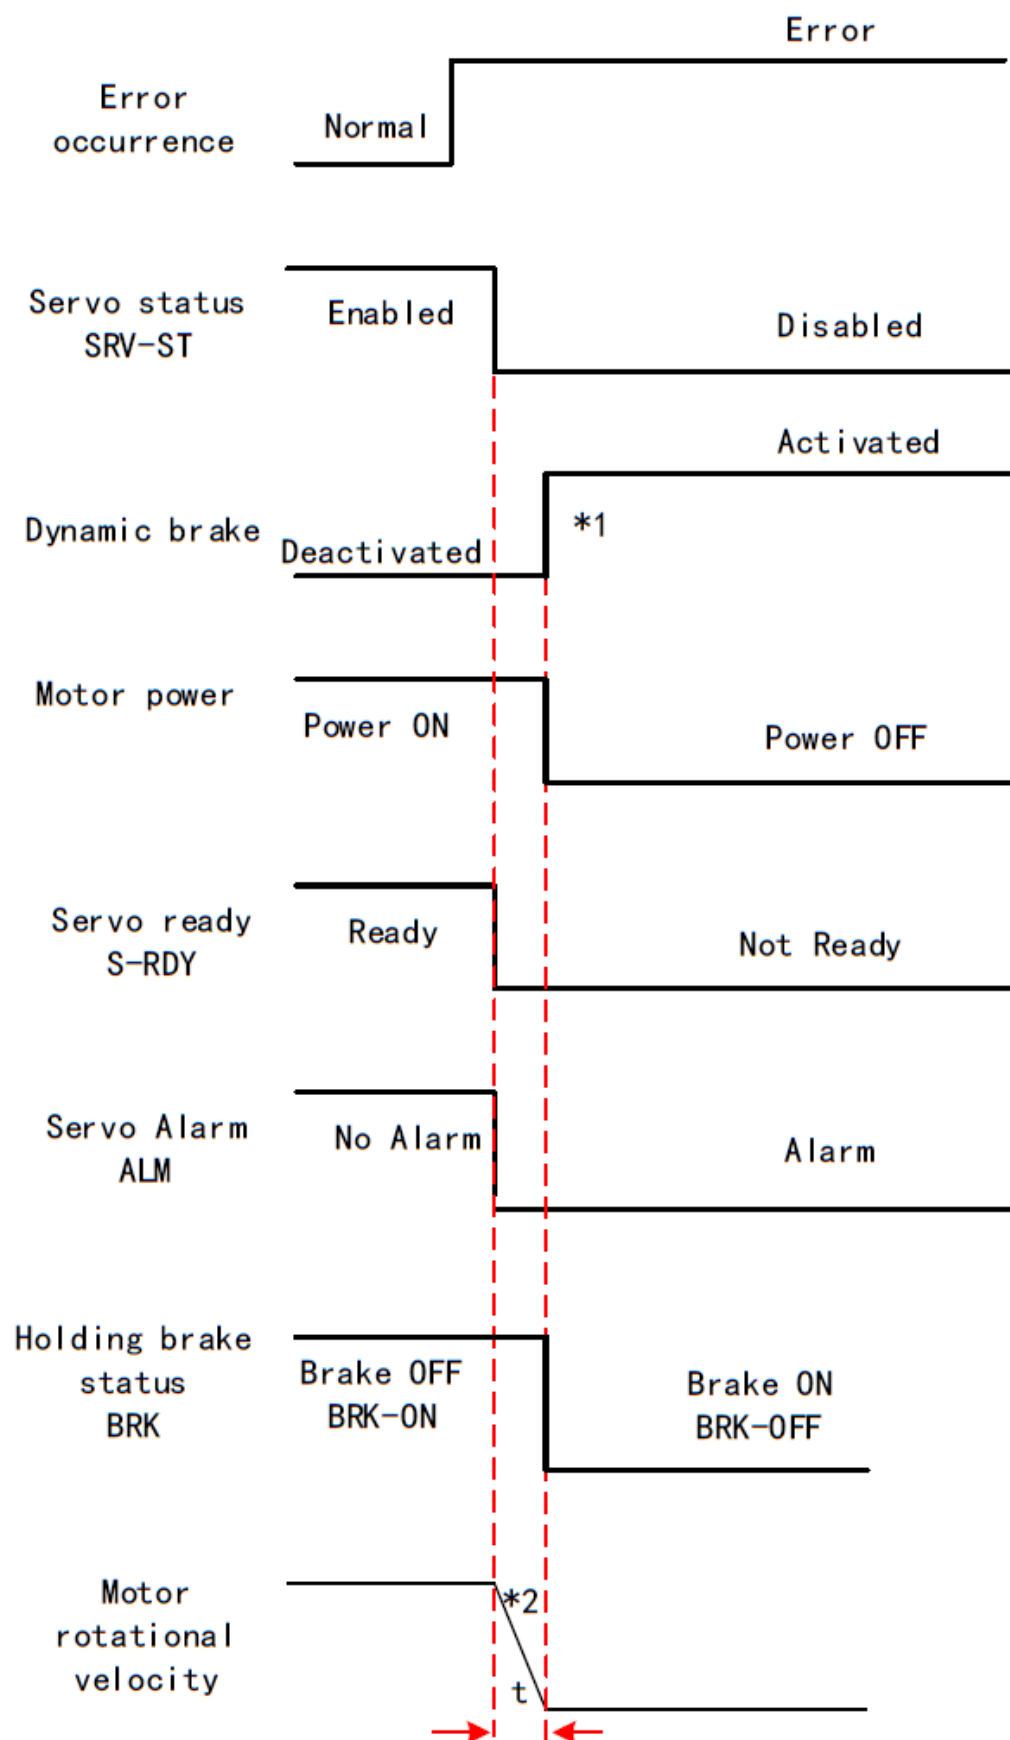 Error
Error
occurrence
Normal
Servo status
SRV-ST
Enabled
Disabled
Activated
Dynamic brake
Deactivated
*1
Motor power
Power ON
Power OFF
Servo ready
S-RDY
Ready
Not Ready
Servo Alarm
ALM
No Alarm
Alarm
Holding brake
status
BRK
Brake OFF
BRK-ON
Brake ON
BRK-OFF
Motor
rotational
velocity
*2
t